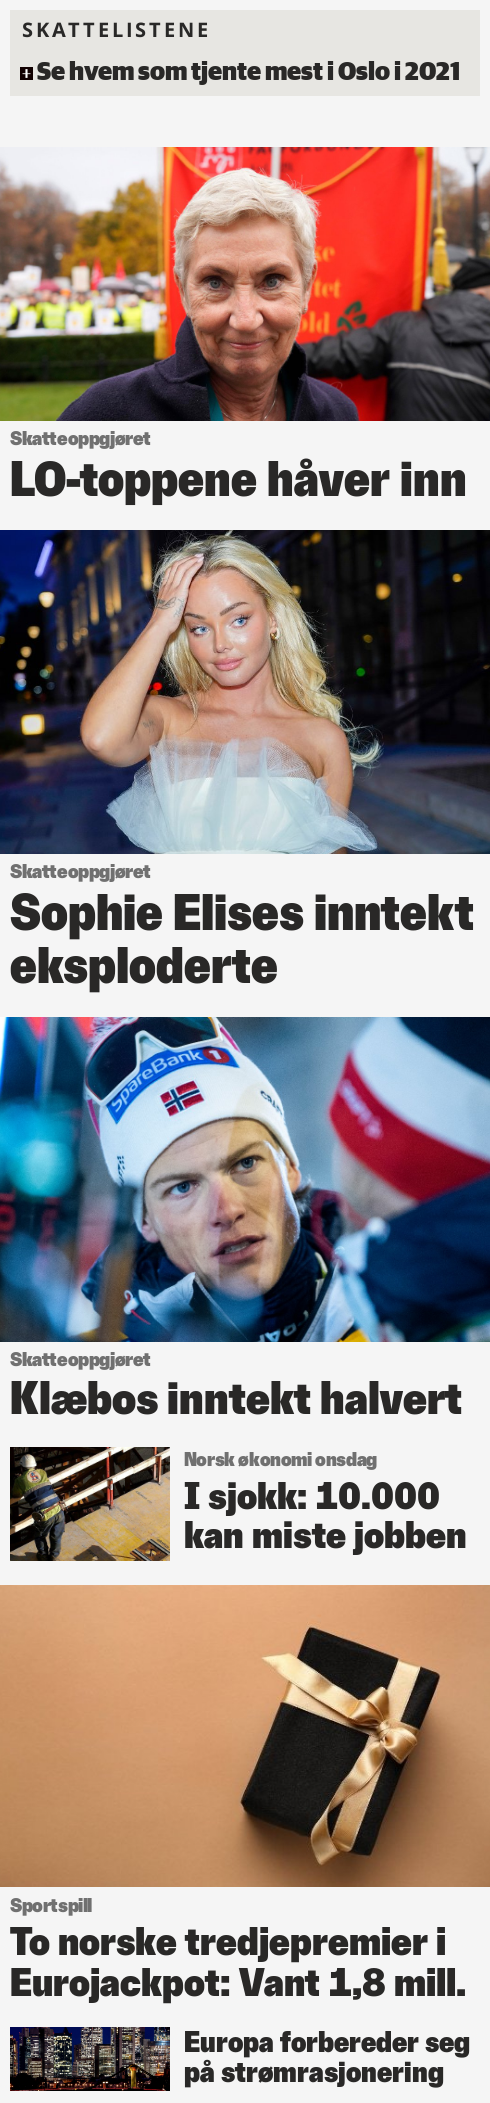 SKATTELISTENE
+ Se hvem som tjente mest i Oslo i 2021
Skatteoppgjøret
LO-toppene håver inn
Skatteoppgjøret
Sophie Elises inntekt
eksploderte
SpareBank 1
Skatteoppgjøret
Klæbos inntekt halvert
Norsk økonomi onsdag
I sjokk: 10.000
kan miste jobben
Sportspill
To norske tredjepremier i
Eurojackpot: Vant 1,8 mill.
Europa forbereder seg
på strømrasjonering